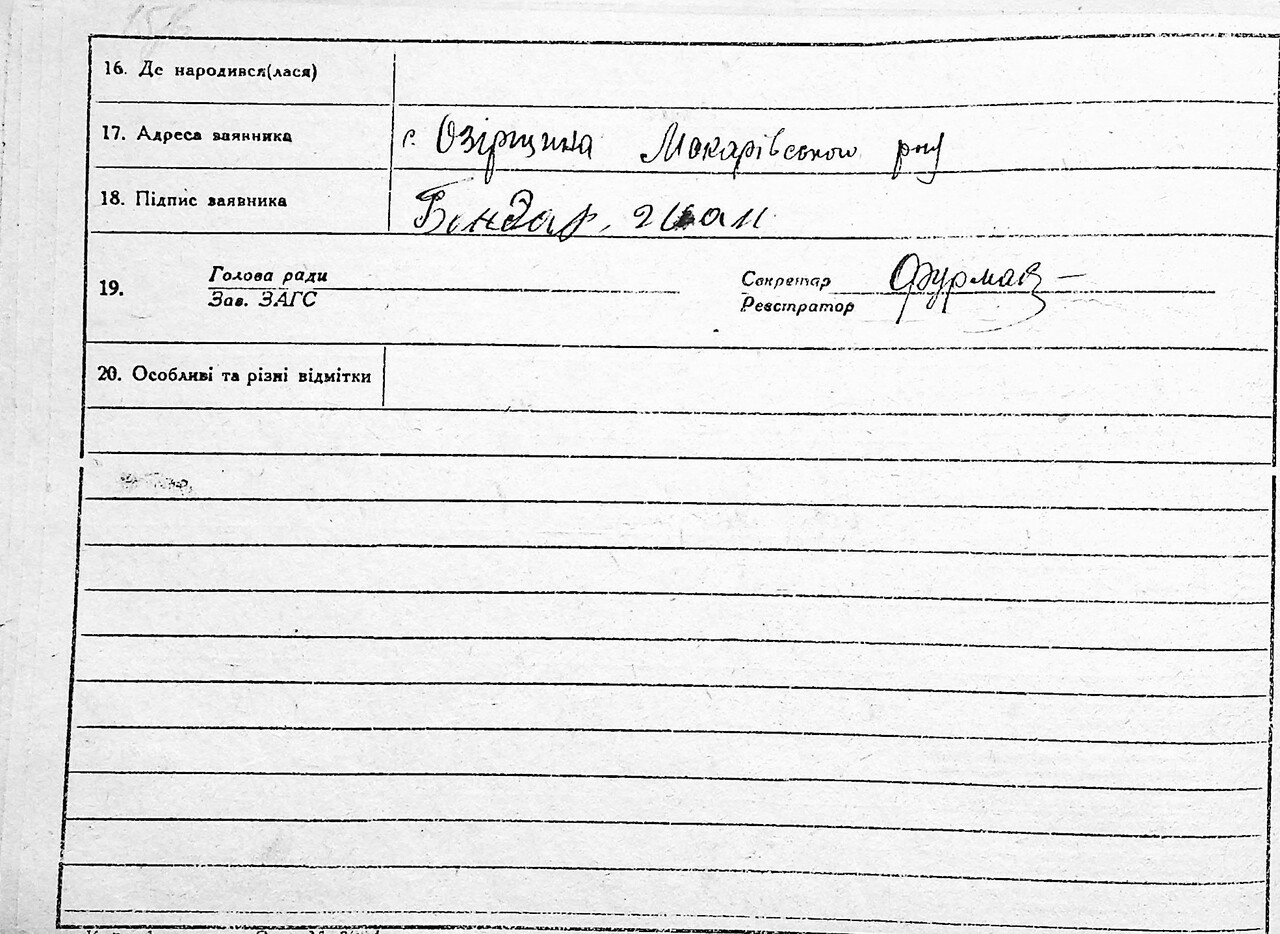 16. Де народився(лася)
17. Адреса заявника с. Озірщина Макарівського р-ну
18. Підпис заявника Бондар,
19. Голова ради Секретар Фурман
Зав. ЗАГС Реєстратор
20. Особливі та різні відмітки